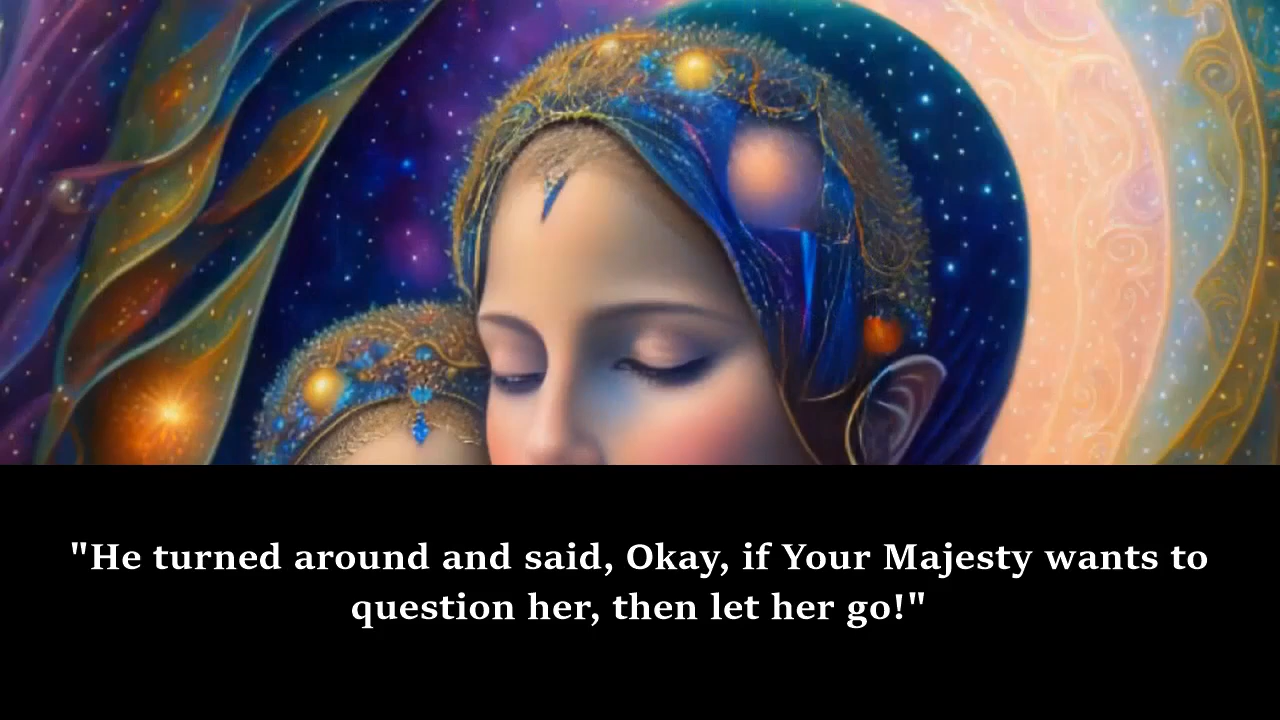 "He turned around and said, Okay, if Your Majesty wants to
question her, then let her go!"